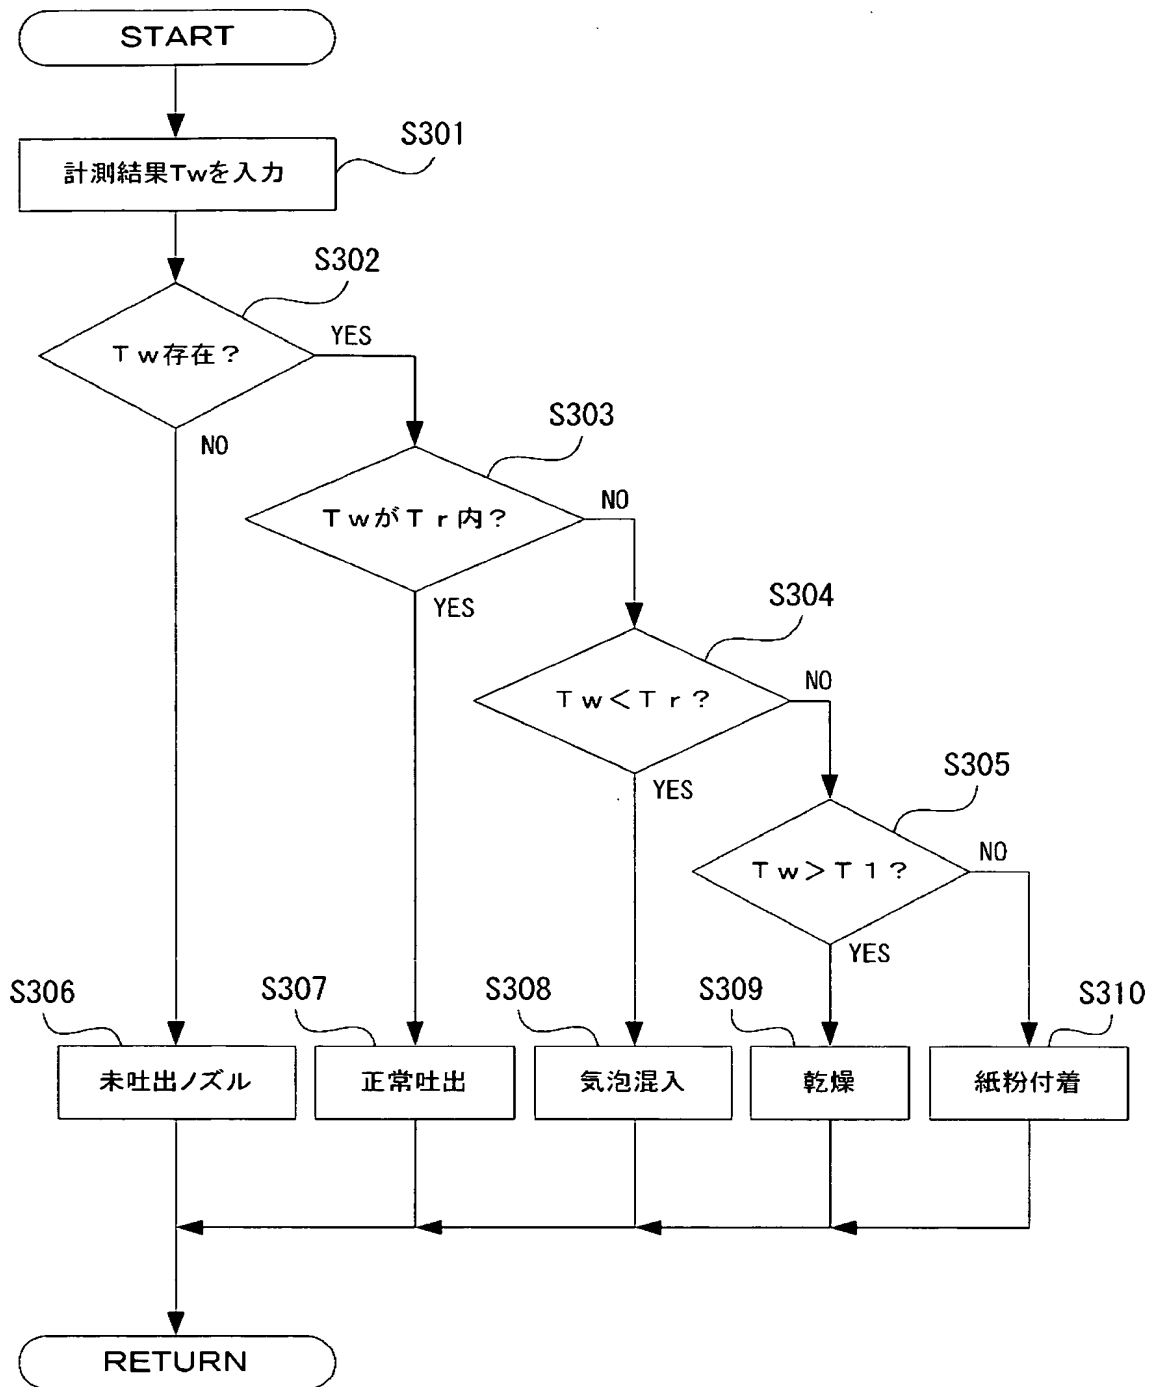 START
S301
計測結果Twを入力
S302
Tw存在?
YES
NO
S303
TwがTr内?
NO
YES
S304
Tw<Tr?
NO
YES
S305
Tw>T1?
NO
YES
S306
S307
S308
S309
S310
未吐出ノズル
正常吐出
気泡混入
乾燥
紙粉付着
RETURN